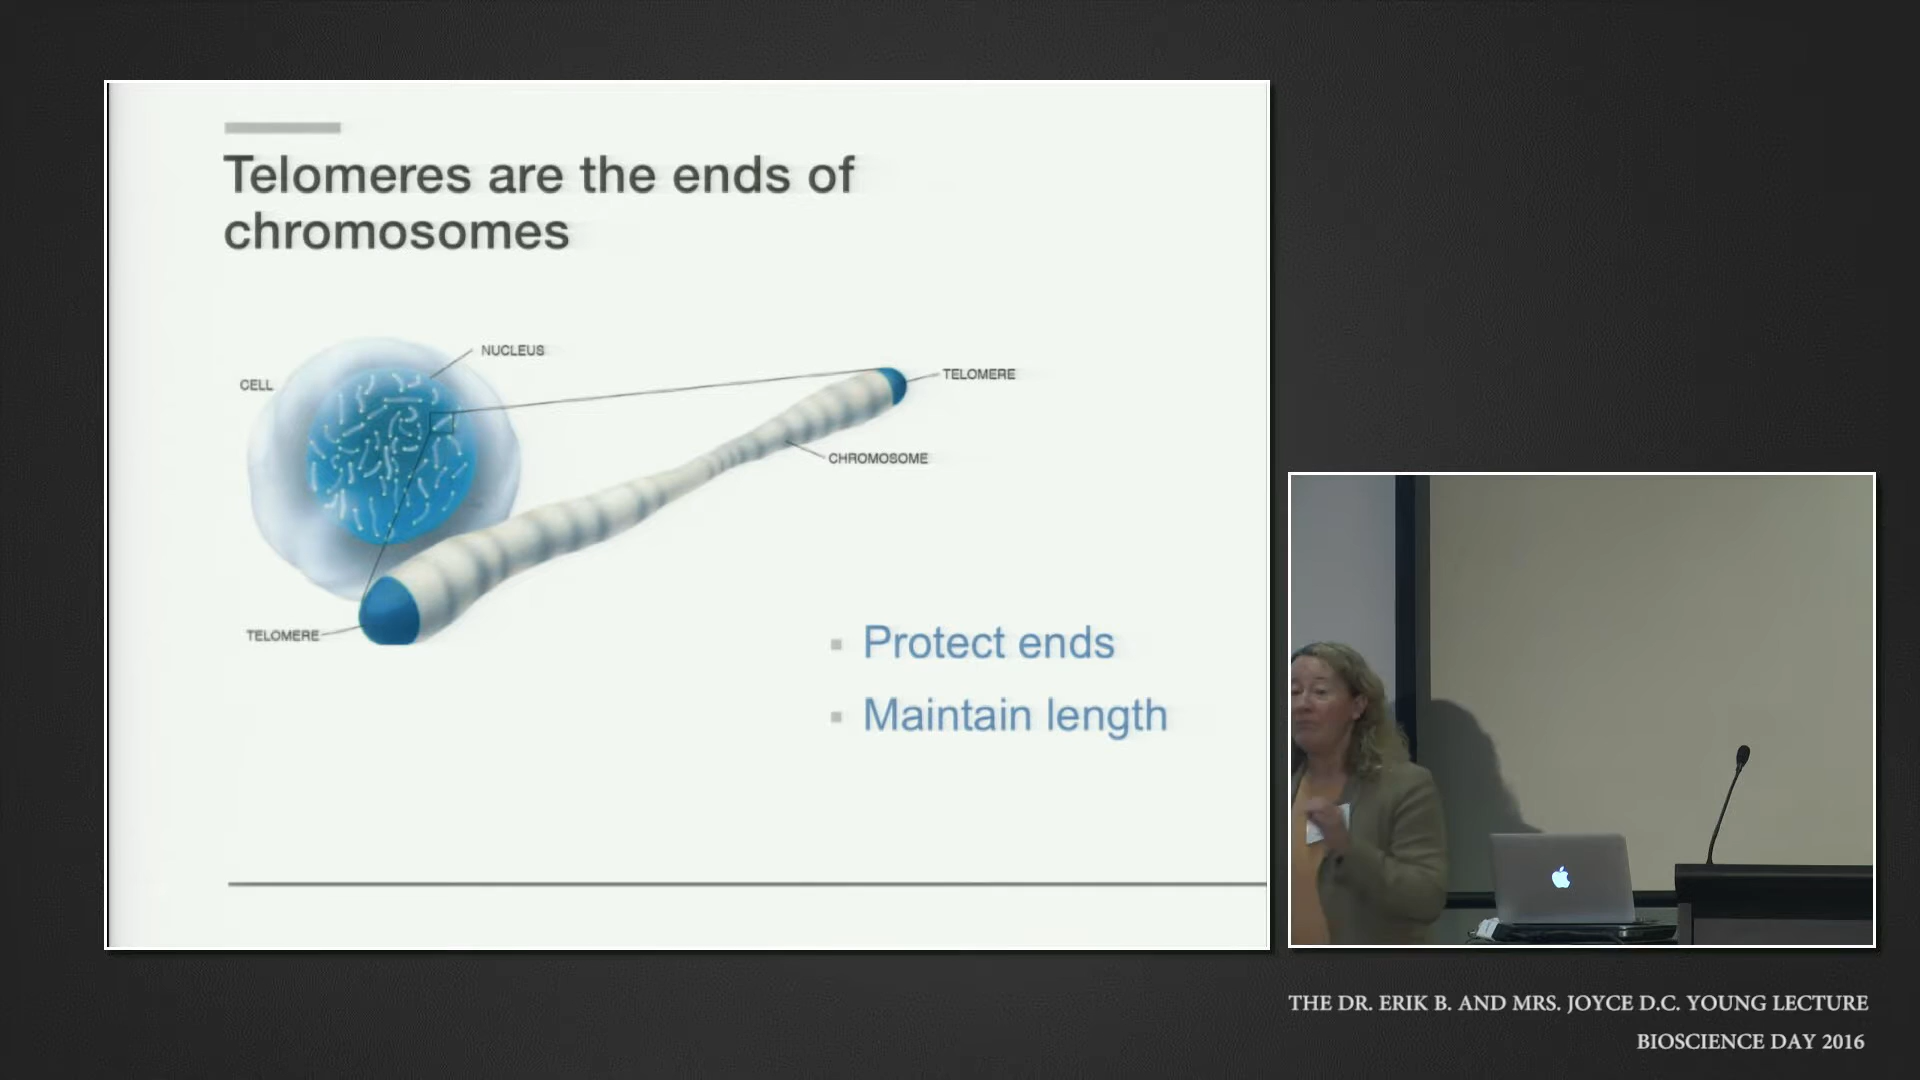 Telomeres are the ends of
chromosomes
NUCLEUS
CELL
TELOMERE
CHROMOSOME
TELOMERE
Protect ends
Maintain length
THE DR. ERIK B. AND MRS. JOYCE D.C. YOUNG LECTURE
BIOSCIENCE DAY 2016